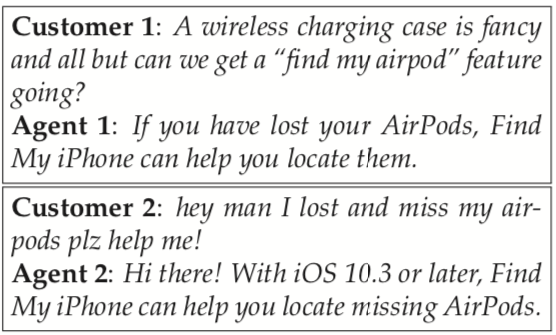 Customer 1: A wireless charging case is fancy
and all but can we get a “find my airpod” feature
going?
Agent 1: If you have lost your AirPods, Find
My iPhone can help you locate them.
Customer 2: hey man I lost and miss my air-
pods plz help me!
Agent 2: Hi there! With iOS 10.3 or later, Find
My iPhone can help you locate missing AirPods.